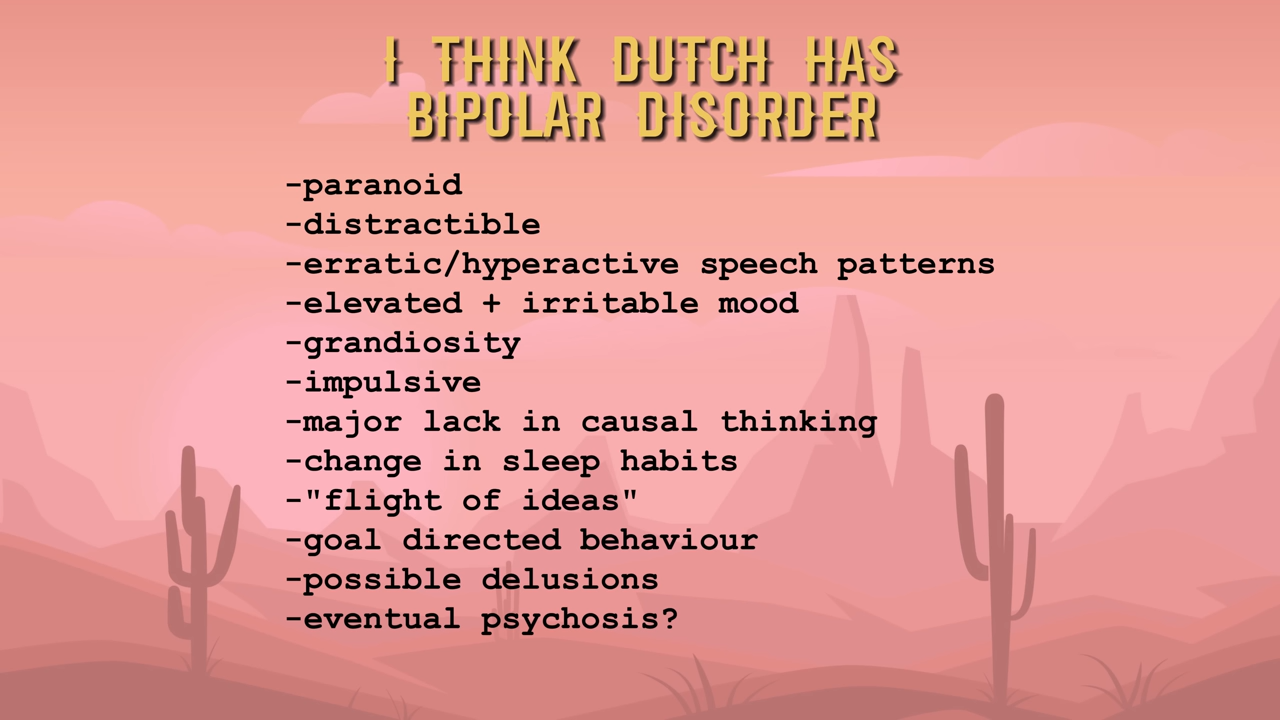 I THINK DUTCH HAS
BIPOLAR DISORDER
-paranoid
-distractible
-erratic/hyperactive speech patterns
-elevated + irritable mood
-grandiosity
-impulsive
-major lack in causal thinking
-change in sleep habits
-"flight of ideas"
-goal directed behaviour
-possible delusions
-eventual psychosis?